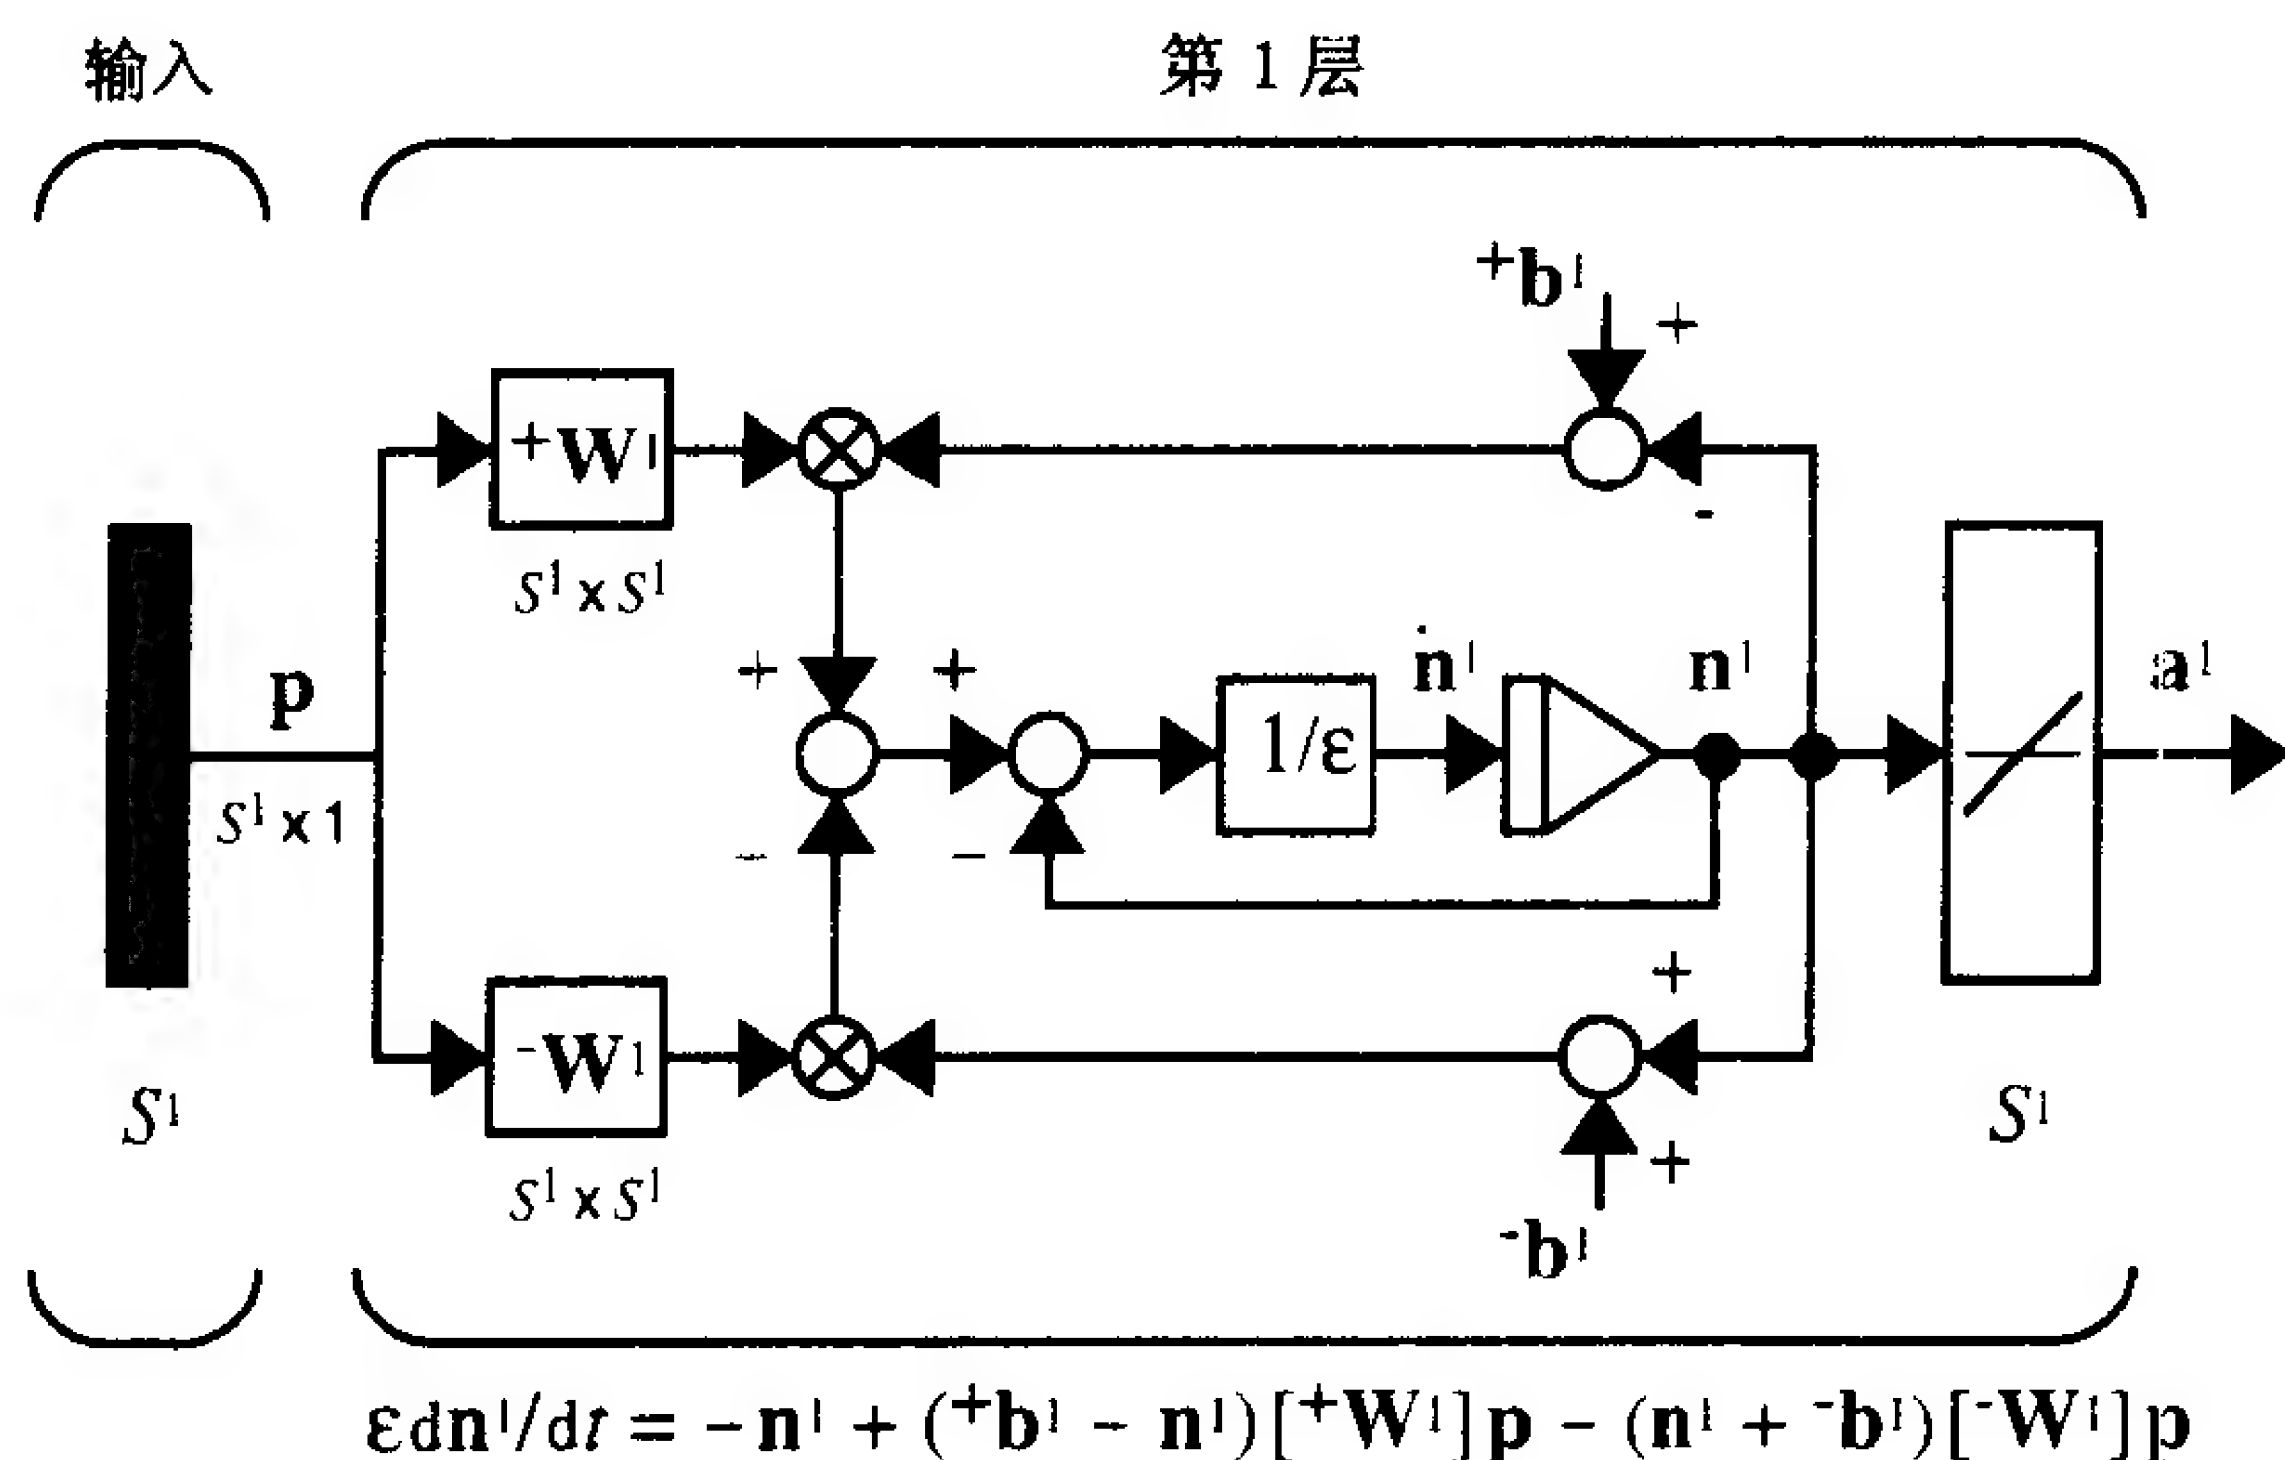 输入
第 1 层
⁺b¹
+
⁺W¹
-
S¹ x S¹
+
+
ṅ¹
n¹
a¹
p
1/ε
S¹ x 1
−
−
+
⁻W¹
S¹
S¹
+
S¹ x S¹
⁻b¹
εdn¹/dt = − n¹ + (⁺b¹ − n¹)[⁺W¹]p − (n¹ + ⁻b¹)[⁻W¹]p